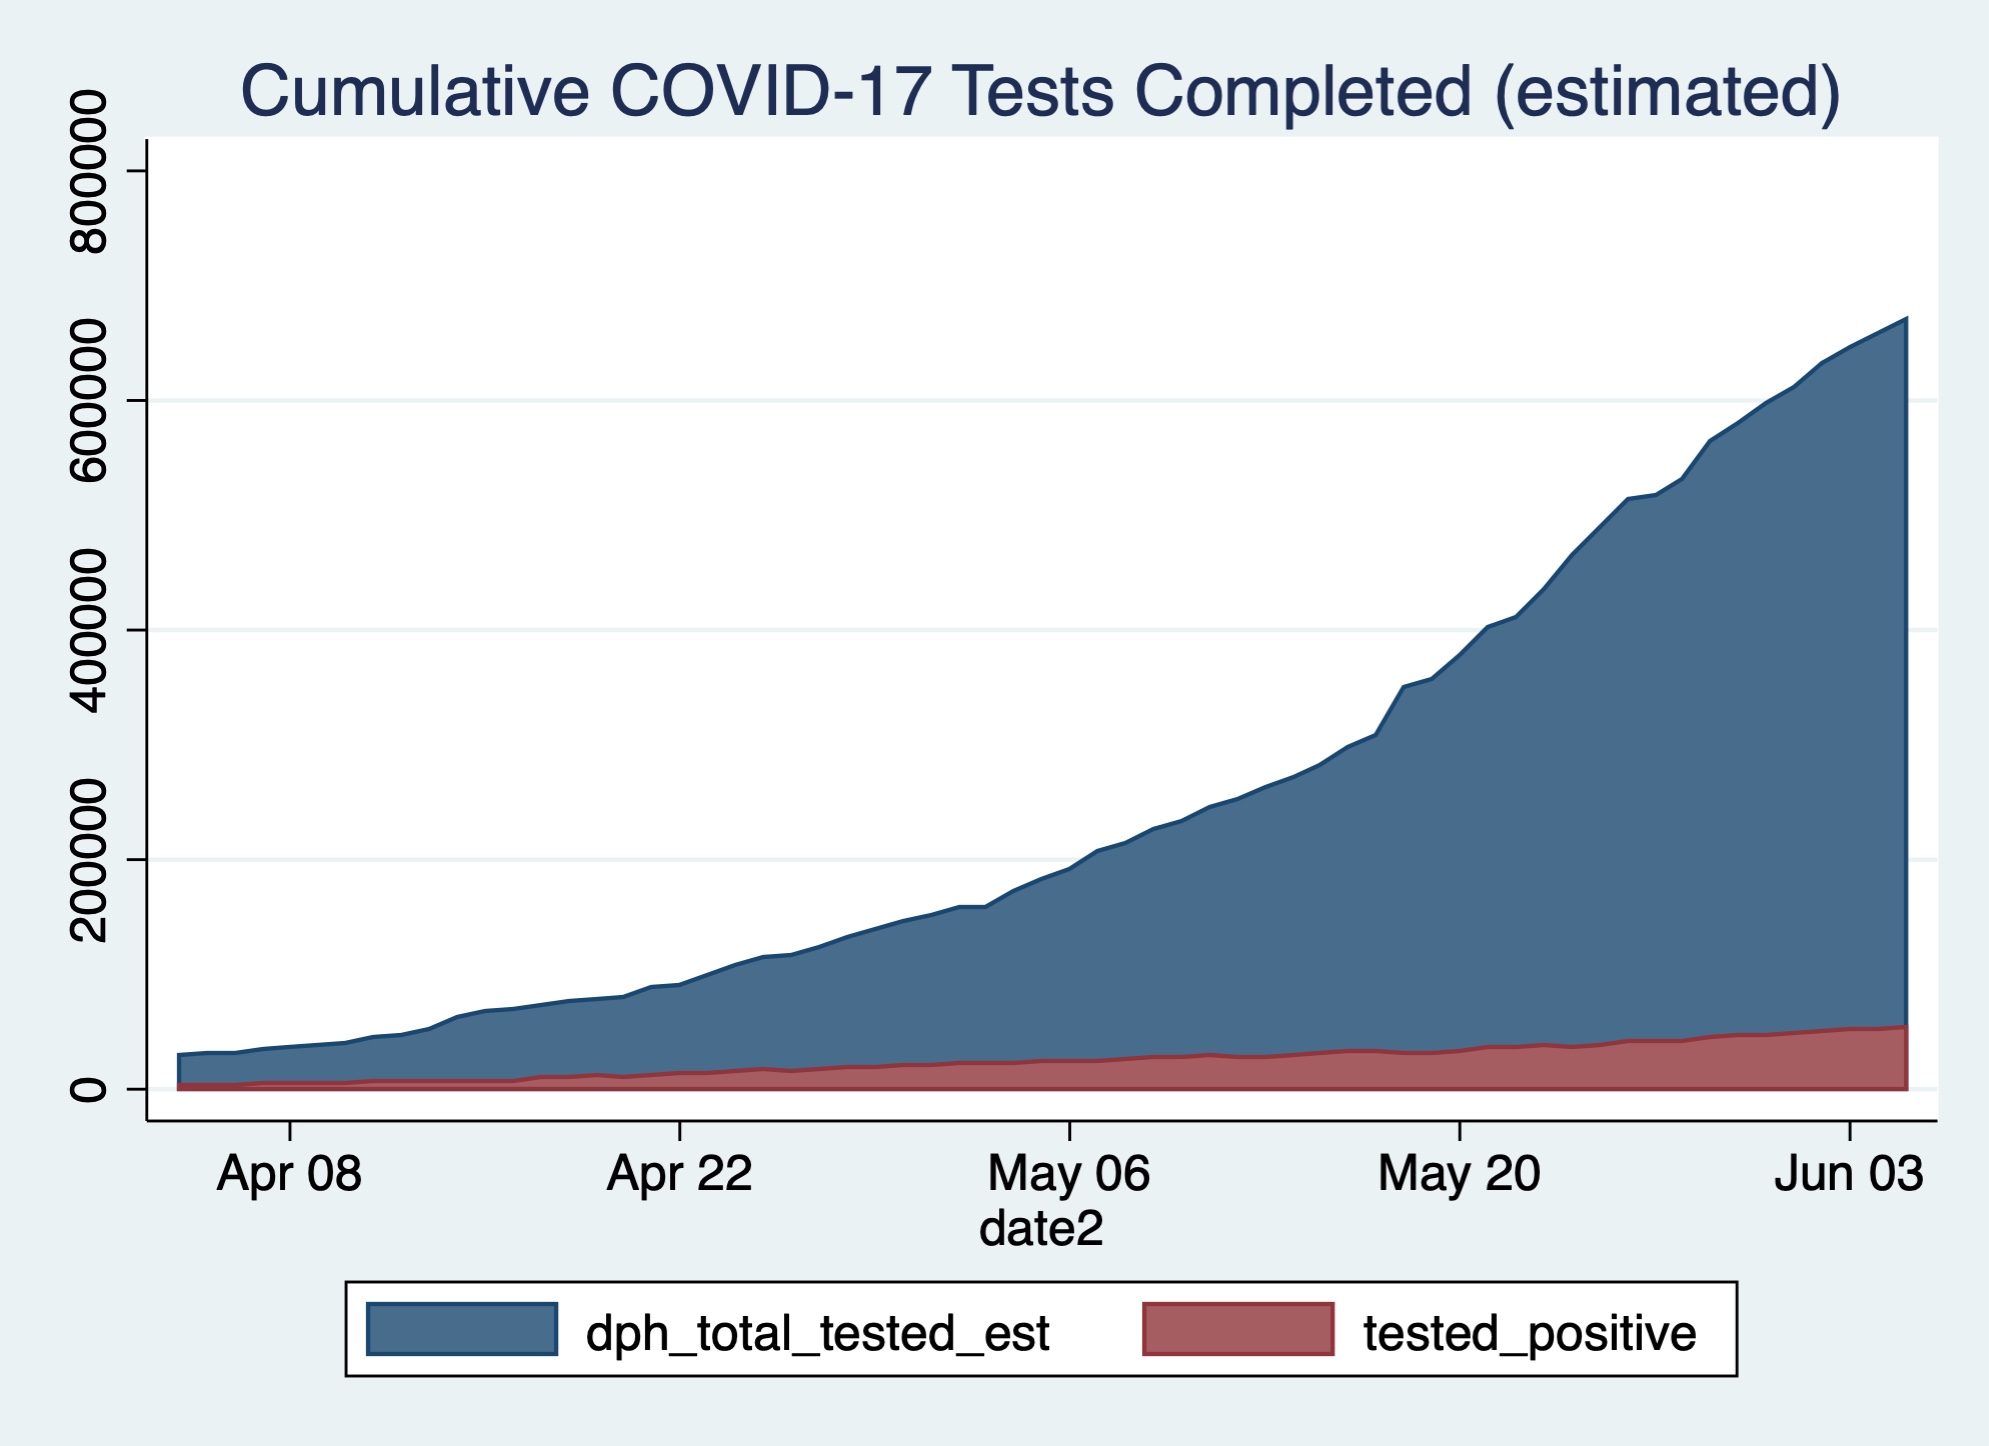 Cumulative COVID-17 Tests Completed (estimated)
800000
600000
400000
200000
0
Apr 08 Apr 22 May 06 May 20 Jun 03
date2
dph_total_tested_est tested_positive